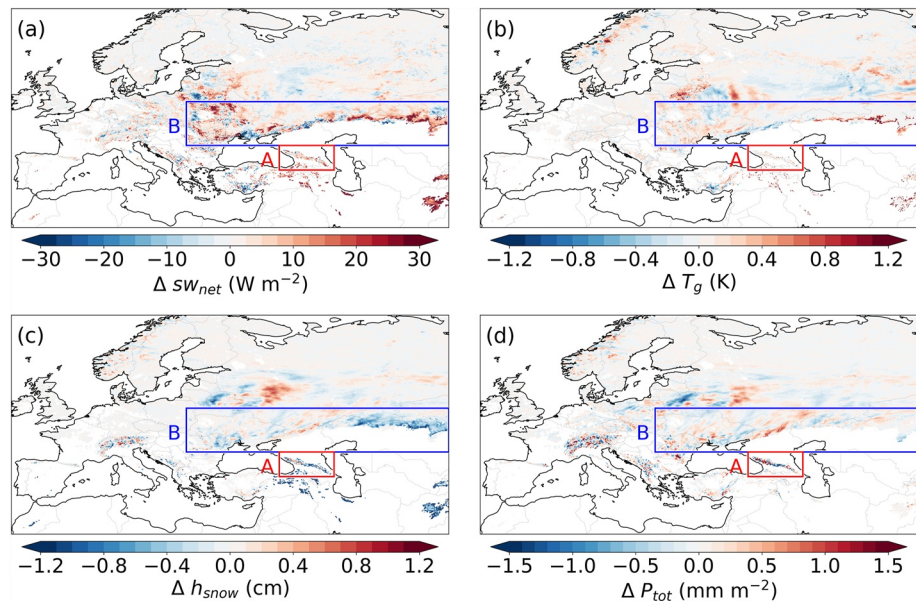 (a)
B
A
−30 −20 −10 0 10 20 30
Δ sw_net (W m⁻²)
(b)
B
A
−1.2 −0.8 −0.4 0.0 0.4 0.8 1.2
Δ T_g (K)
(c)
B
A
−1.2 −0.8 −0.4 0.0 0.4 0.8 1.2
Δ h_snow (cm)
(d)
B
A
−1.5 −1.0 −0.5 0.0 0.5 1.0 1.5
Δ P_tot (mm m⁻²)